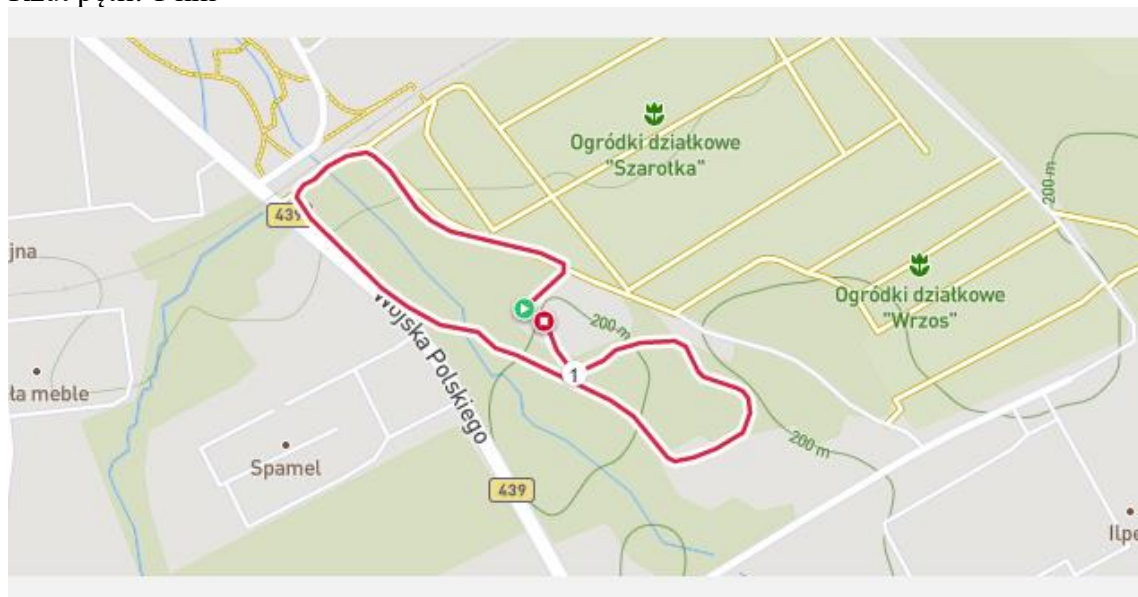 Ogródki działkowe
"Szarotka"
200-m
439
jna
Ogródki działkowe
"Wrzos"
200-m
Wojska Polskiego
1
ła meble
200-m
Spamel
439
Ilpe